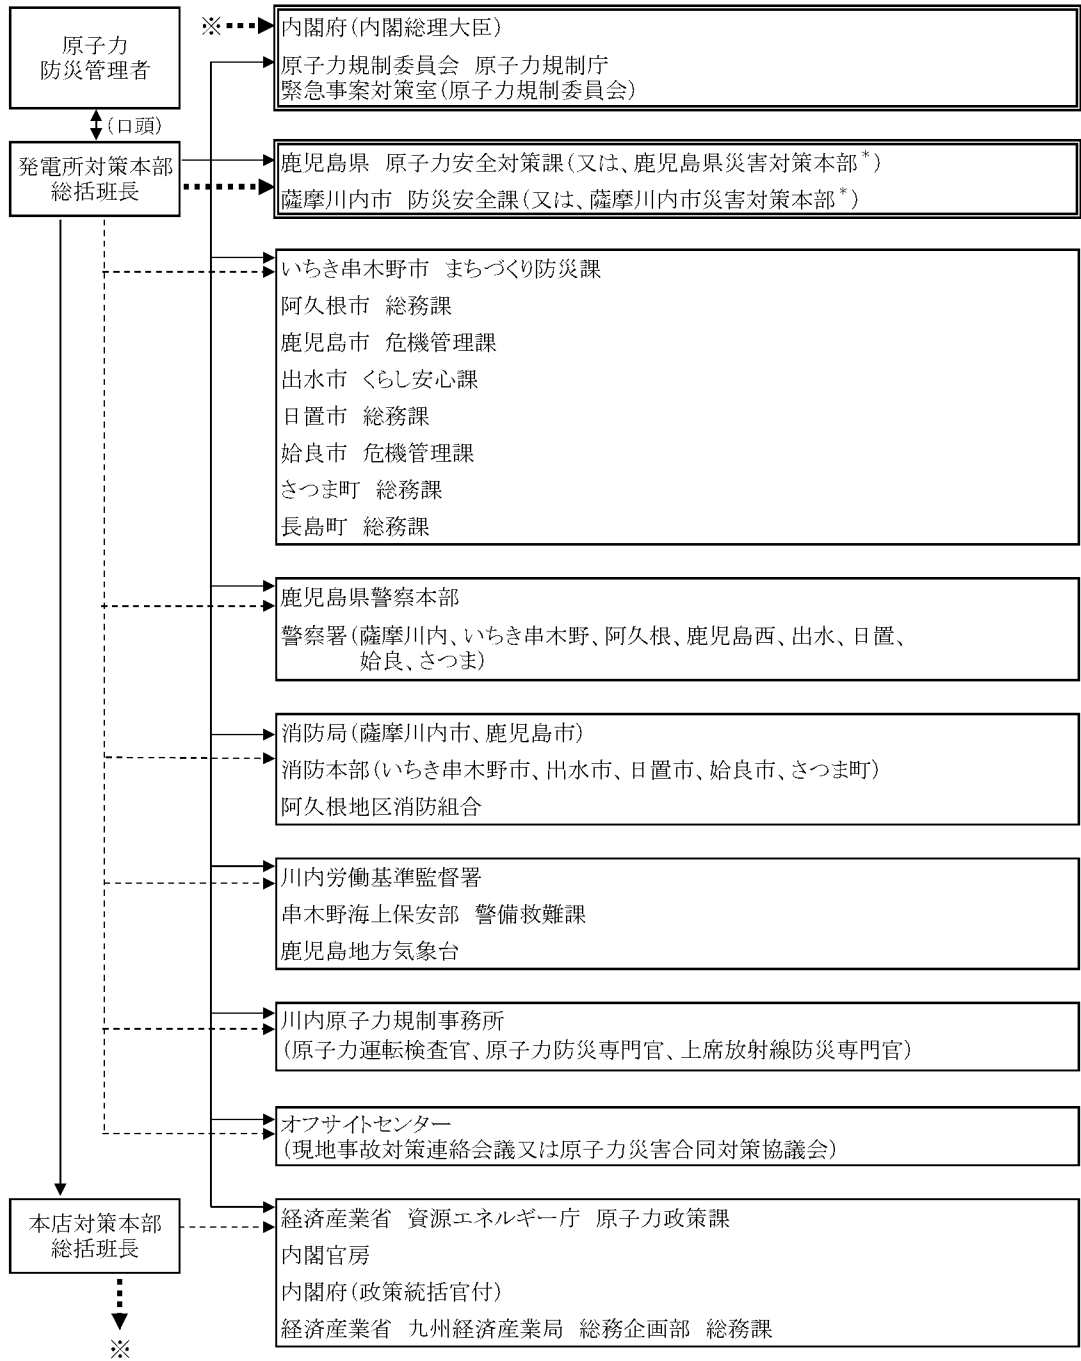 原子力
防災管理者
(口頭)
発電所対策本部
総括班長
※
内閣府(内閣総理大臣)
原子力規制委員会 原子力規制庁
緊急事案対策室(原子力規制委員会)
鹿児島県 原子力安全対策課(又は、鹿児島県災害対策本部*)
薩摩川内市 防災安全課(又は、薩摩川内市災害対策本部*)
いちき串木野市 まちづくり防災課
阿久根市 総務課
鹿児島市 危機管理課
出水市 くらし安心課
日置市 総務課
姶良市 危機管理課
さつま町 総務課
長島町 総務課
鹿児島県警察本部
警察署(薩摩川内、いちき串木野、阿久根、鹿児島西、出水、日置、
姶良、さつま)
消防局(薩摩川内市、鹿児島市)
消防本部(いちき串木野市、出水市、日置市、姶良市、さつま町)
阿久根地区消防組合
川内労働基準監督署
串木野海上保安部 警備救難課
鹿児島地方気象台
川内原子力規制事務所
(原子力運転検査官、原子力防災専門官、上席放射線防災専門官)
オフサイトセンター
(現地事故対策連絡会議又は原子力災害合同対策協議会)
本店対策本部
総括班長
※
経済産業省 資源エネルギー庁 原子力政策課
内閣官房
内閣府(政策統括官付)
経済産業省 九州経済産業局 総務企画部 総務課